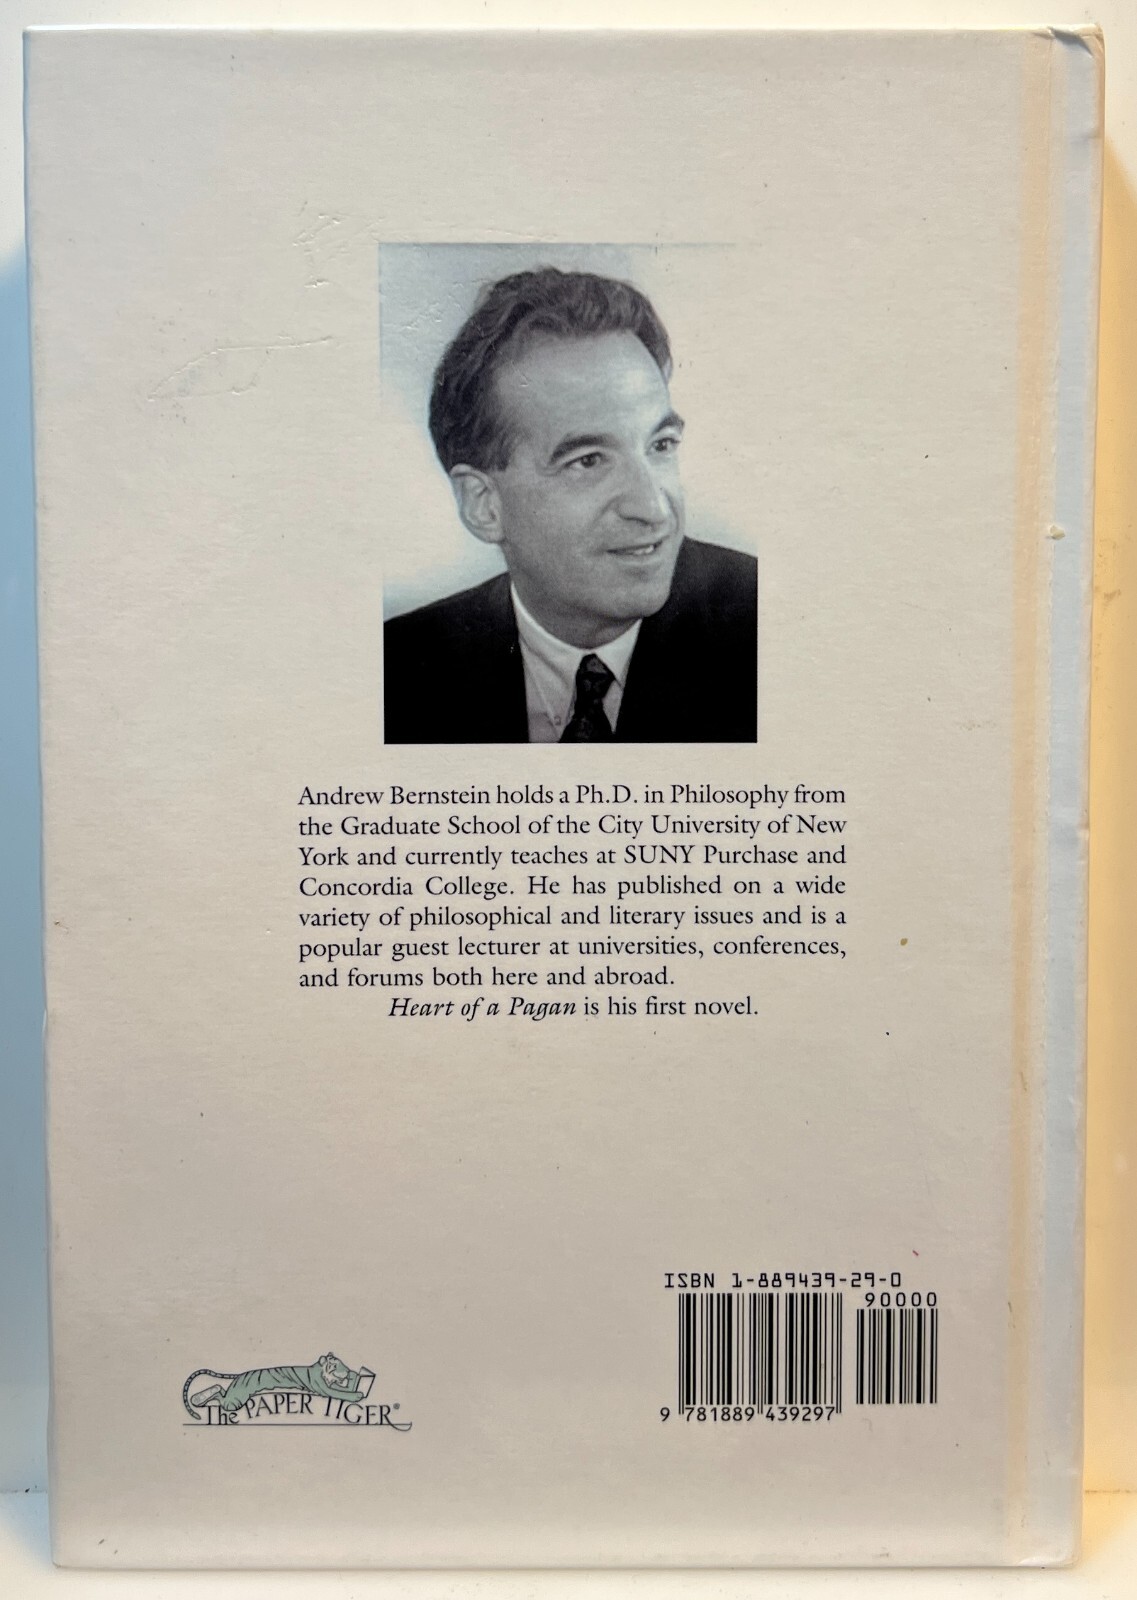 Andrew Bernstein holds a Ph.D. in Philosophy from
the Graduate School of the City University of New
York and currently teaches at SUNY Purchase and
Concordia College. He has published on a wide
variety of philosophical and literary issues and is a
popular guest lecturer at universities, conferences,
and forums both here and abroad.
Heart of a Pagan is his first novel.
ISBN 1-889439-29-0
90000
9 781889 439297
The PAPER TIGER®